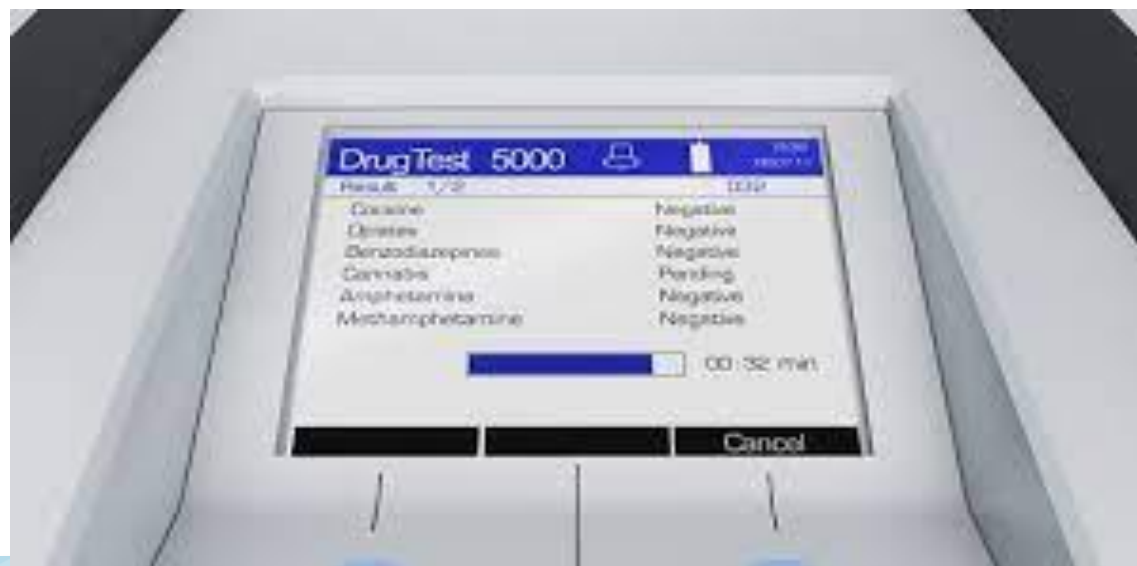 DrugTest 5000
Result 1/2
Cocaine Negative
Opiates Negative
Benzodiazepines Negative
Cannabis Pending
Amphetamine Negative
Methamphetamine Negative
00:32 min
Cancel